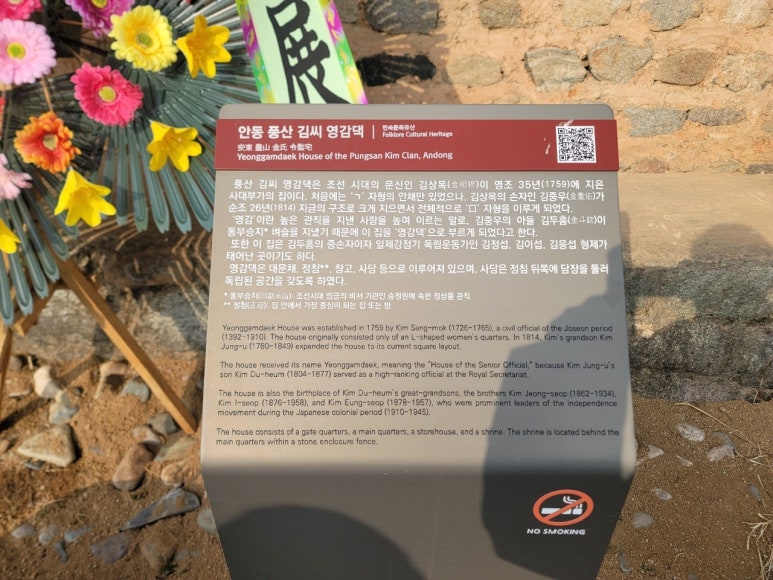 展
안동 풍산 김씨 영감댁
민속문화유산
Folklore Cultural Heritage
安東 豊山 金氏 令監宅
Yeonggamdaek House of the Pungsan Kim Clan, Andong
풍산 김씨 영감댁은 조선 시대의 문신인 김상목(金相穆)이 영조 35년(1759)에 지은
사대부가의 집이다. 처음에는 ‘ㄱ’ 자형의 안채만 있었으나, 김상목의 손자인 김중우(金重佑)가
순조 26년(1814) 지금의 구조로 크게 지으면서 전체적으로 ‘口’ 자형을 이루게 되었다.
‘영감’이란 높은 관직을 지낸 사람을 높여 이르는 말로, 김중우의 아들 김두흠(金斗欽)이
동부승지* 벼슬을 지냈기 때문에 이 집을 ‘영감댁’으로 부르게 되었다고 한다.
또한 이 집은 김두흠의 증손자이자 일제강점기 독립운동가인 김정섭, 김이섭, 김응섭 형제가
태어난 곳이기도 하다.
영감댁은 대문채, 정침**, 창고, 사당 등으로 이루어져 있으며, 사당은 정침 뒤쪽에 담장을 둘러
독립된 공간을 갖도록 하였다.
* 동부승지(同副承旨): 조선시대 임금의 비서 기관인 승정원에 속한 정삼품 관직
** 정침(正寢): 집 안에서 가장 중심이 되는 집 또는 방
Yeonggamdaek House was established in 1759 by Kim Sang-mok (1726-1765), a civil official of the Joseon period
(1392-1910). The house originally consisted only of an L-shaped women's quarters. In 1814, Kim's grandson Kim
Jung-u (1780-1849) expanded the house to its current square layout.
The house received its name Yeonggamdaek, meaning the "House of the Senior Official," because Kim Jung-u's
son Kim Du-heum (1804-1877) served as a high-ranking official at the Royal Secretariat.
The house is also the birthplace of Kim Du-heum's great-grandsons, the brothers Kim Jeong-seop (1862-1934),
Kim I-seop (1876-1958), and Kim Eung-seop (1878-1957), who were prominent leaders of the independence
movement during the Japanese colonial period (1910-1945).
The house consists of a gate quarters, a main quarters, a storehouse, and a shrine. The shrine is located behind the
main quarters within a stone enclosure fence.
NO SMOKING